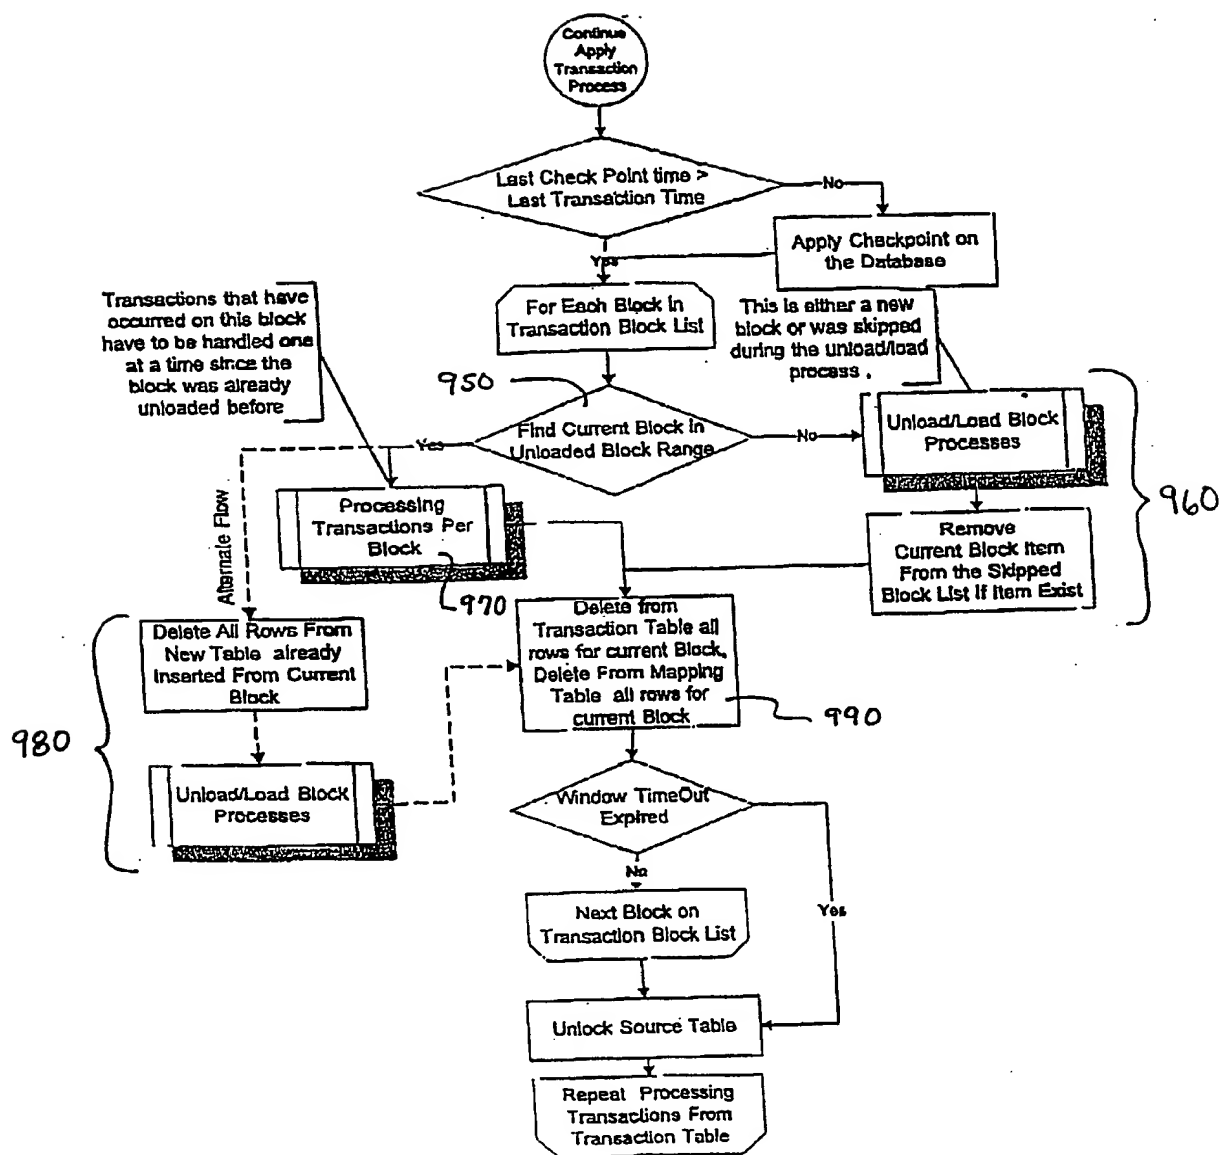 Continue
Apply
Transaction
Process
Last Check Point time >
Last Transaction Time
No
Apply Checkpoint on
the Database
Yes
For Each Block in
Transaction Block List
This is either a new
block or was skipped
during the unload/load
process .
Transactions that have
occurred on this block
have to be handled one
at a time since the
block was already
unloaded before
950
Find Current Block in
Unloaded Block Range
Yes
No
Unload/Load Block
Processes
960
Remove
Current Block Item
From the Skipped
Block List If Item Exist
Alternate Flow
Processing
Transactions Per
Block
970
Delete All Rows From
New Table already
Inserted From Current
Block
980
Unload/Load Block
Processes
Delete from
Transaction Table all
rows for current Block.
Delete From Mapping
Table all rows for
current Block
990
Window TimeOut
Expired
No
Yes
Next Block on
Transaction Block List
Unlock Source Table
Repeat Processing
Transactions From
Transaction Table